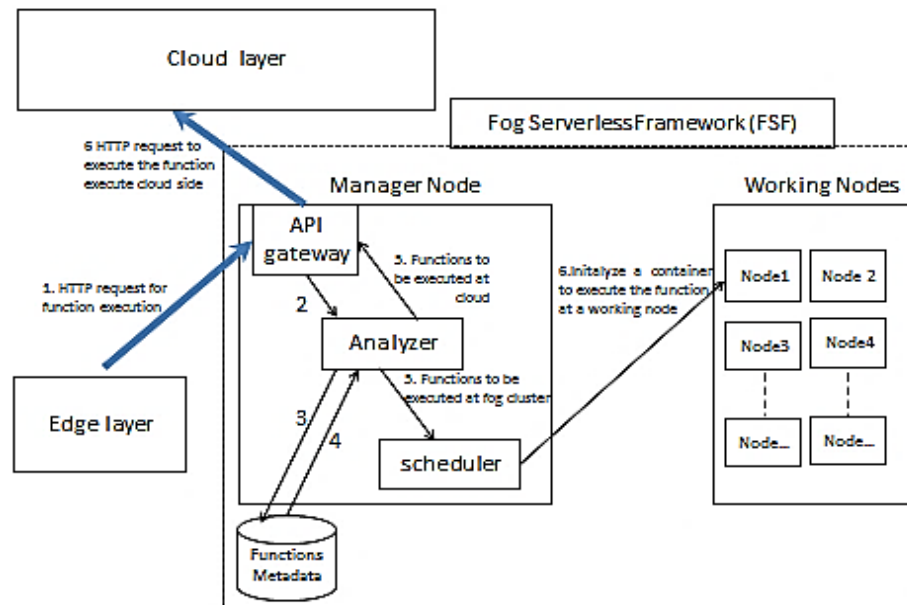 Cloud layer
Fog ServerlessFramework (FSF)
6 HTTP request to
execute the function
execute cloud side
Manager Node
Working Nodes
API
gateway
1. HTTP request for
function execution
2
5. Functions to
be executed at
cloud
6.Initalyze a container
to execute the function
at a working node
Node1
Node 2
Analyzer
Node3
Node4
5. Functions to be
executed at fog cluster
Edge layer
3
4
scheduler
Node...
Node...
Functions
Metadata